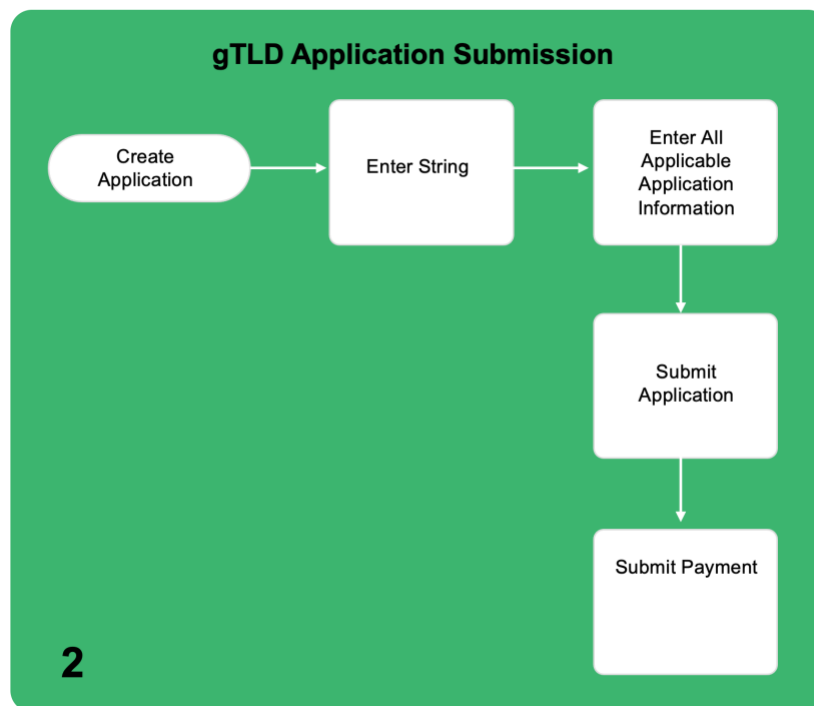 gTLD Application Submission
Create
Application
Enter String
Enter All
Applicable
Application
Information
Submit
Application
Submit Payment
2